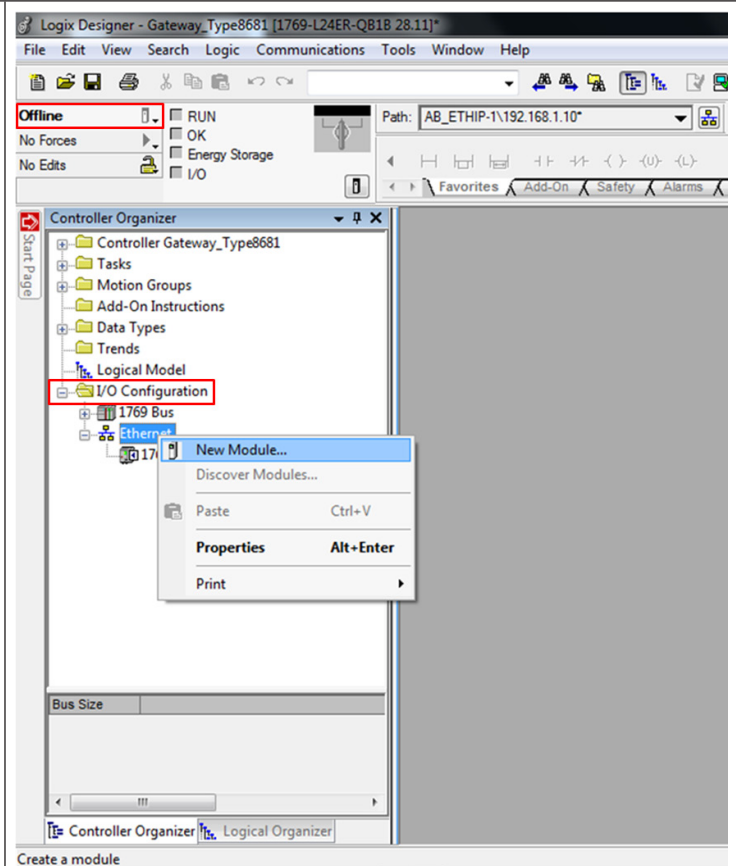 Logix Designer - Gateway_Type8681 [1769-L24ER-QB1B 28.11]*
File Edit View Search Logic Communications Tools Window Help
Offline
RUN
No Forces
OK
No Edits
Energy Storage
I/O
Path: AB_ETHIP-1\192.168.1.10*
Favorites Add-On Safety Alarms
Start Page
Controller Organizer
Controller Gateway_Type8681
Tasks
Motion Groups
Add-On Instructions
Data Types
Trends
Logical Model
I/O Configuration
1769 Bus
Ethernet
New Module...
Discover Modules...
Paste Ctrl+V
Properties Alt+Enter
Print
Bus Size
Controller Organizer Logical Organizer
Create a module